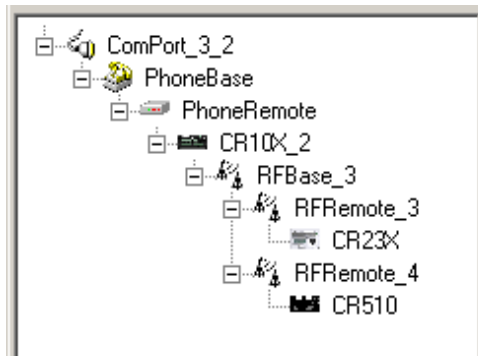 ComPort_3_2
PhoneBase
PhoneRemote
CR10X_2
RFBase_3
RFRemote_3
CR23X
RFRemote_4
CR510